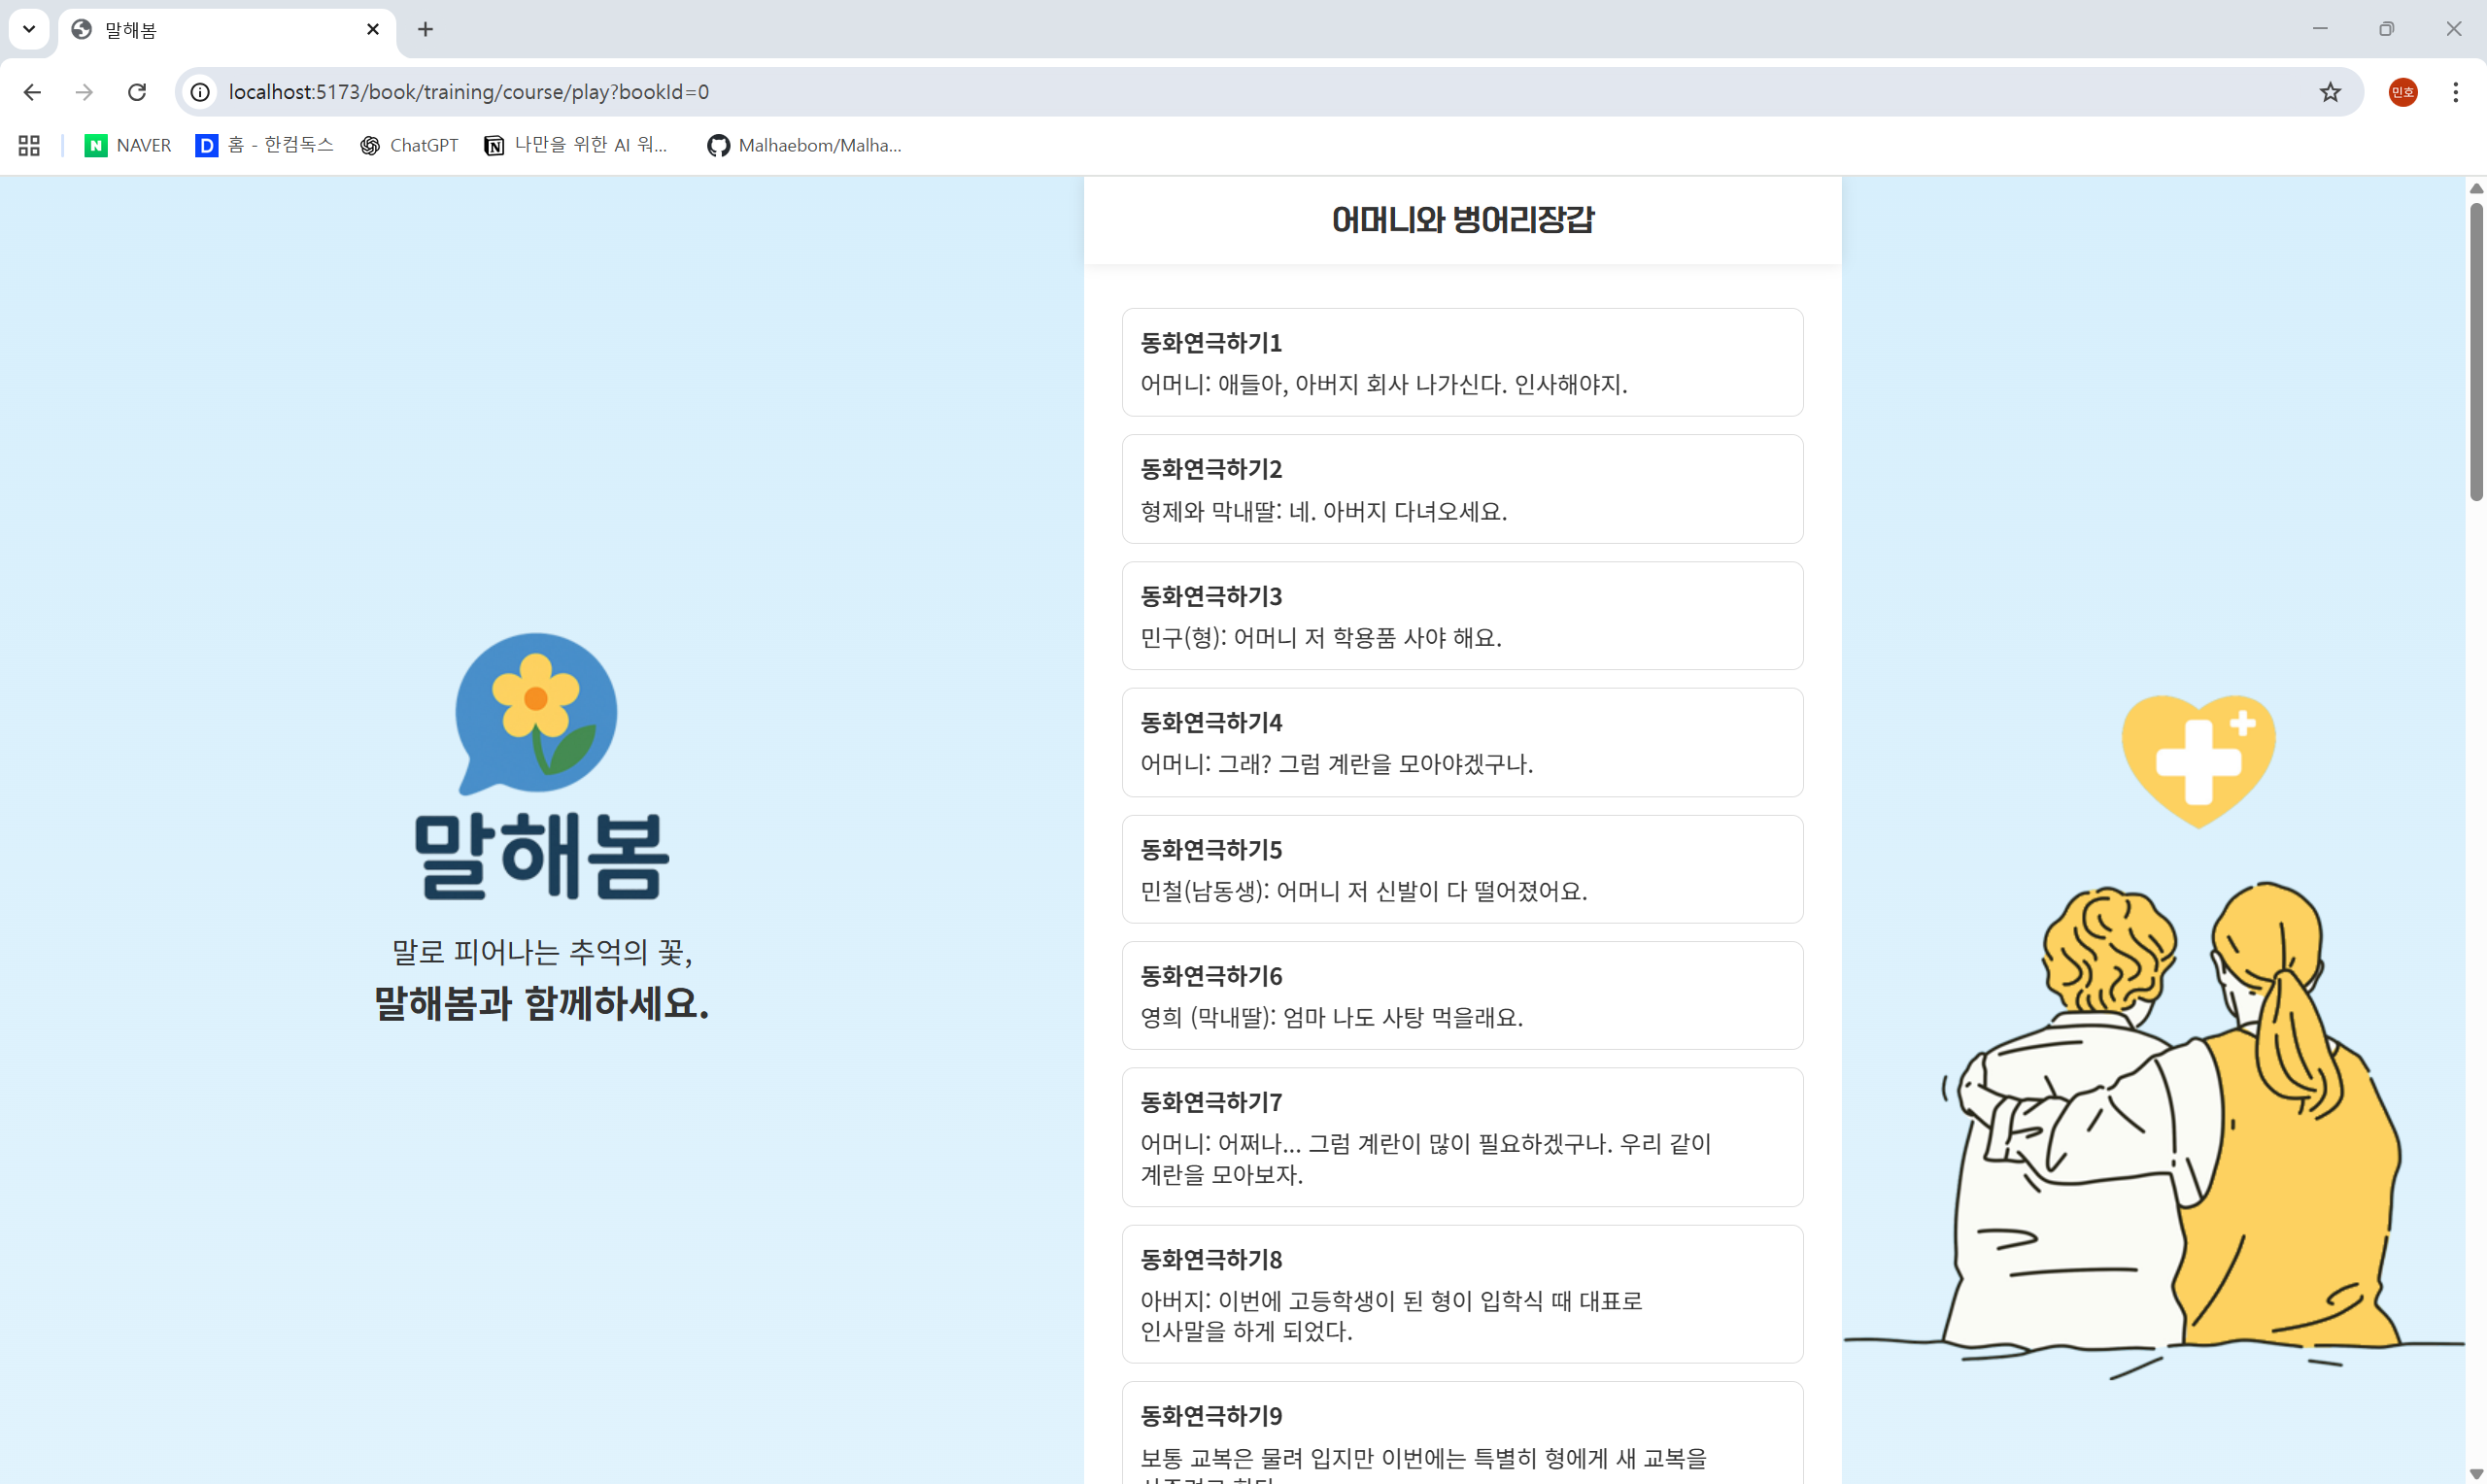 말해봄
localhost:5173/book/training/course/play?bookId=0
민호
NAVER
D 홈 - 한컴독스
ChatGPT
나만을 위한 AI 워...
Malhaebom/Malha...
어머니와 벙어리장갑
동화연극하기1
어머니: 애들아, 아버지 회사 나가신다. 인사해야지.
동화연극하기2
형제와 막내딸: 네. 아버지 다녀오세요.
동화연극하기3
민구(형): 어머니 저 학용품 사야 해요.
동화연극하기4
어머니: 그래? 그럼 계란을 모아야겠구나.
동화연극하기5
민철(남동생): 어머니 저 신발이 다 떨어졌어요.
동화연극하기6
영희 (막내딸): 엄마 나도 사탕 먹을래요.
동화연극하기7
어머니: 어쩌나... 그럼 계란이 많이 필요하겠구나. 우리 같이
계란을 모아보자.
동화연극하기8
아버지: 이번에 고등학생이 된 형이 입학식 때 대표로
인사말을 하게 되었다.
동화연극하기9
보통 교복은 물려 입지만 이번에는 특별히 형에게 새 교복을
말해봄
말로 피어나는 추억의 꽃,
말해봄과 함께하세요.